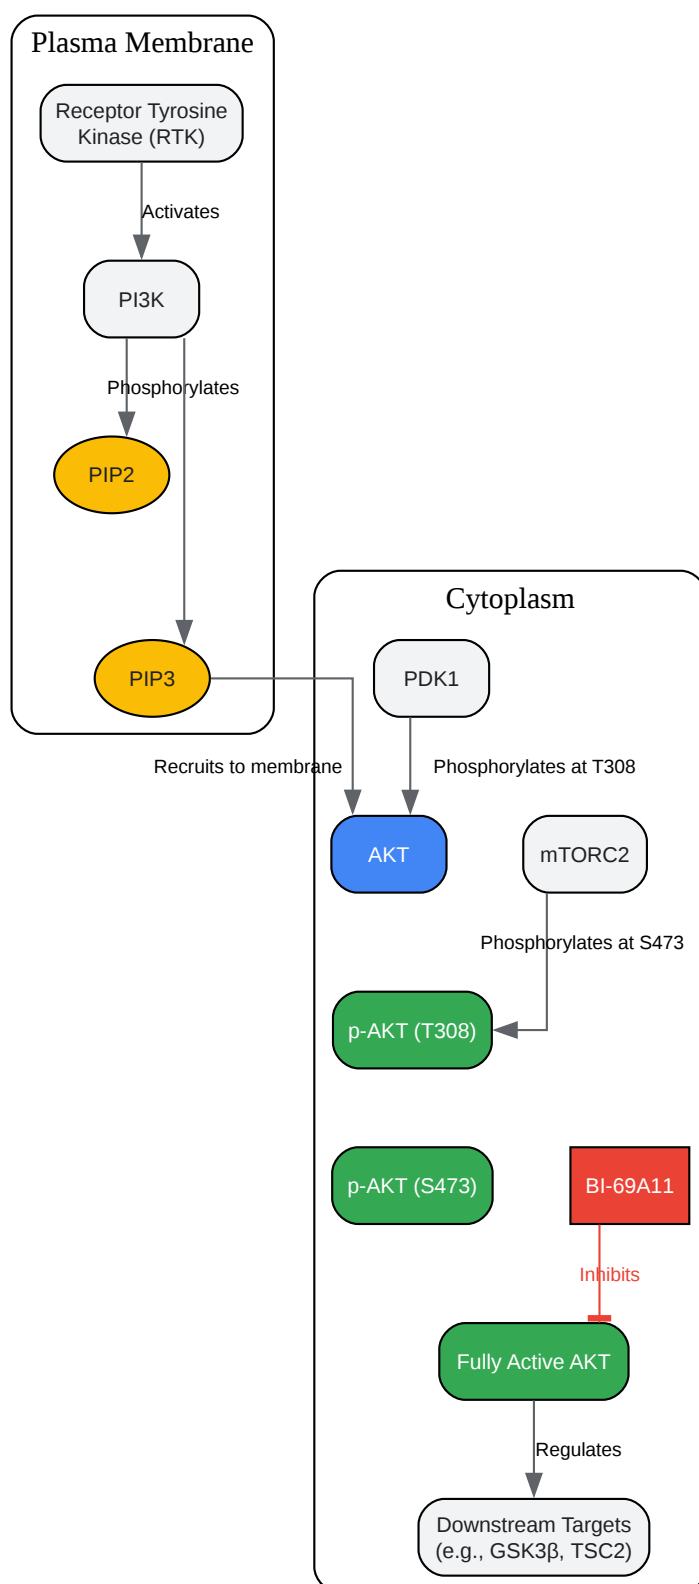 Plasma Membrane
Receptor Tyrosine
Kinase (RTK)
Activates
PI3K
Phosphorylates
PIP2
PIP3
Cytoplasm
PDK1
Recruits to membrane
Phosphorylates at T308
AKT
mTORC2
Phosphorylates at S473
p-AKT (T308)
p-AKT (S473)
BI-69A11
Inhibits
Fully Active AKT
Regulates
Downstream Targets
(e.g., GSK3β, TSC2)